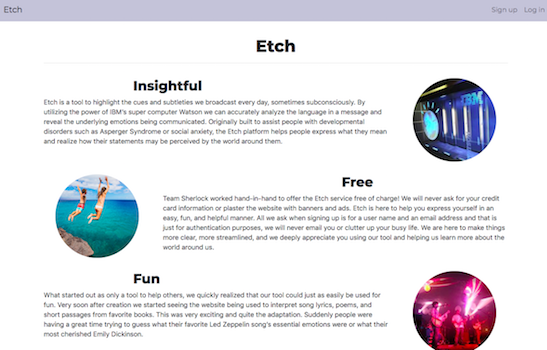 Etch
Sign up Log in
Etch
Insightful
Etch is a tool to highlight the cues and subtleties we broadcast every day, sometimes subconsciously. By
utilizing the power of IBM's super computer Watson we can accurately analyze the language in a message and
reveal the underlying emotions being communicated. Originally built to assist people with developmental
disorders such as Asperger Syndrome or social anxiety, the Etch platform helps people express what they mean
and realize how their statements may be perceived by the world around them.
IBM
Free
Team Sherlock worked hand-in-hand to offer the Etch service free of charge! We will never ask for your credit
card information or plaster the website with banners and ads. Etch is here to help you express yourself in an
easy, fun, and helpful manner. All we ask when signing up is for a user name and an email address and that is
just for authentication purposes, we will never email you or clutter up your busy life. We are here to make things
more clear, more streamlined, and we deeply appreciate you using our tool and helping us learn more about the
world around us.
Fun
What started out as only a tool to help others, we quickly realized that our tool could just as easily be used for
fun. Very soon after creation we started seeing the website being used to interpret song lyrics, poems, and
short passages from favorite books. This was very exciting and quite the adaptation. Suddenly people were
having a great time trying to guess what their favorite Led Zeppelin song's essential emotions were or what their
most cherished Emily Dickinson.